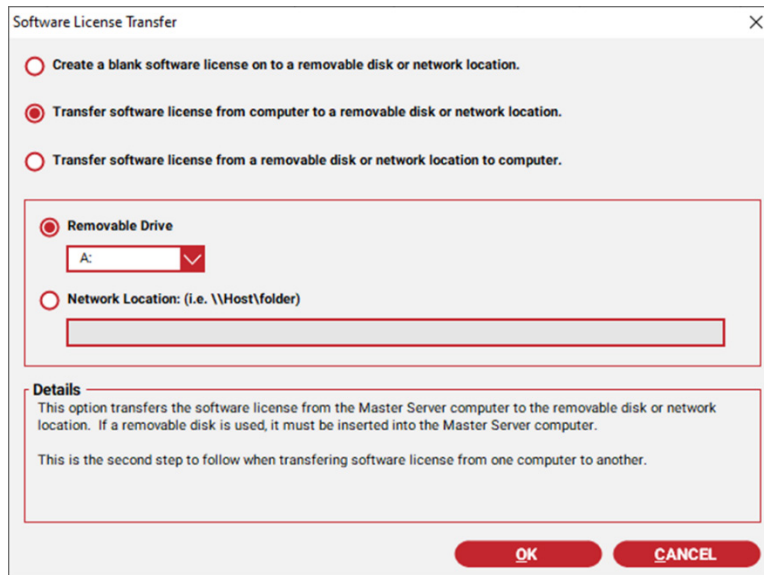 Software License Transfer
Create a blank software license on to a removable disk or network location.
Transfer software license from computer to a removable disk or network location.
Transfer software license from a removable disk or network location to computer.
Removable Drive
A:
Network Location: (i.e. \\Host\folder)
Details
This option transfers the software license from the Master Server computer to the removable disk or network
location. If a removable disk is used, it must be inserted into the Master Server computer.
This is the second step to follow when transfering software license from one computer to another.
OK CANCEL